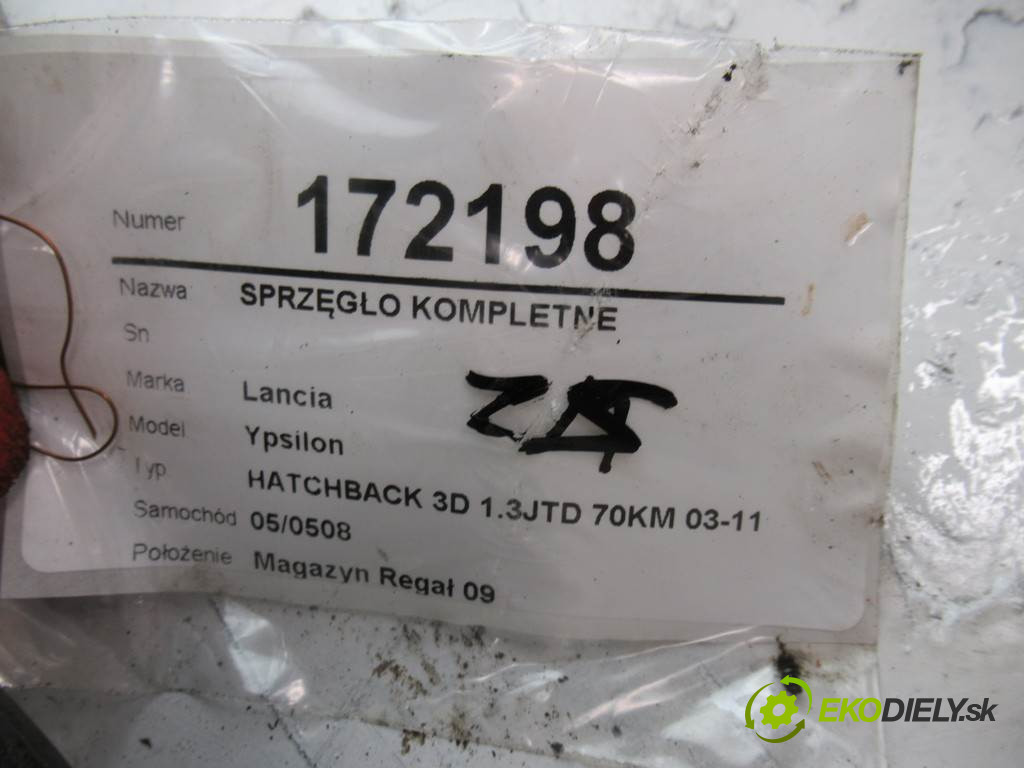 Numer 172198
Nazwa SPRZĘGŁO KOMPLETNE
Sn
Marka Lancia
Model Ypsilon
Typ HATCHBACK 3D 1.3JTD 70KM 03-11
Samochód 05/0508
Położenie Magazyn Regał 09
EKODIELY.sk